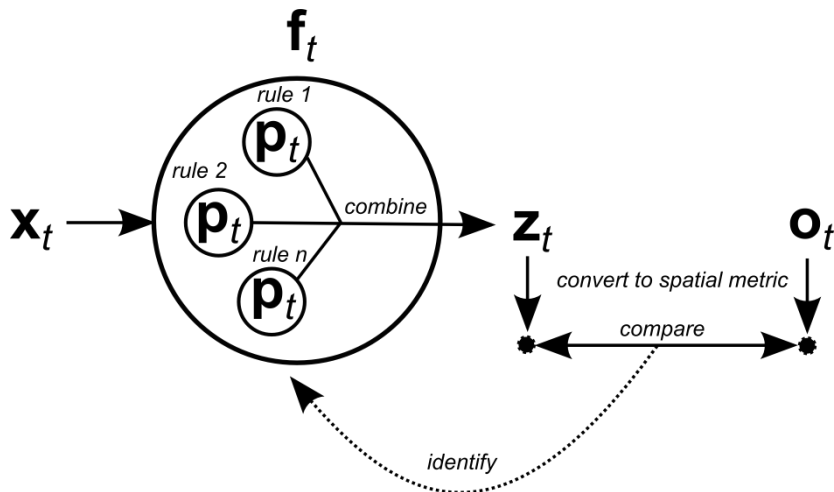 f_t
rule 1
p_t
rule 2
p_t
combine
rule n
p_t
x_t
z_t
o_t
convert to spatial metric
compare
identify